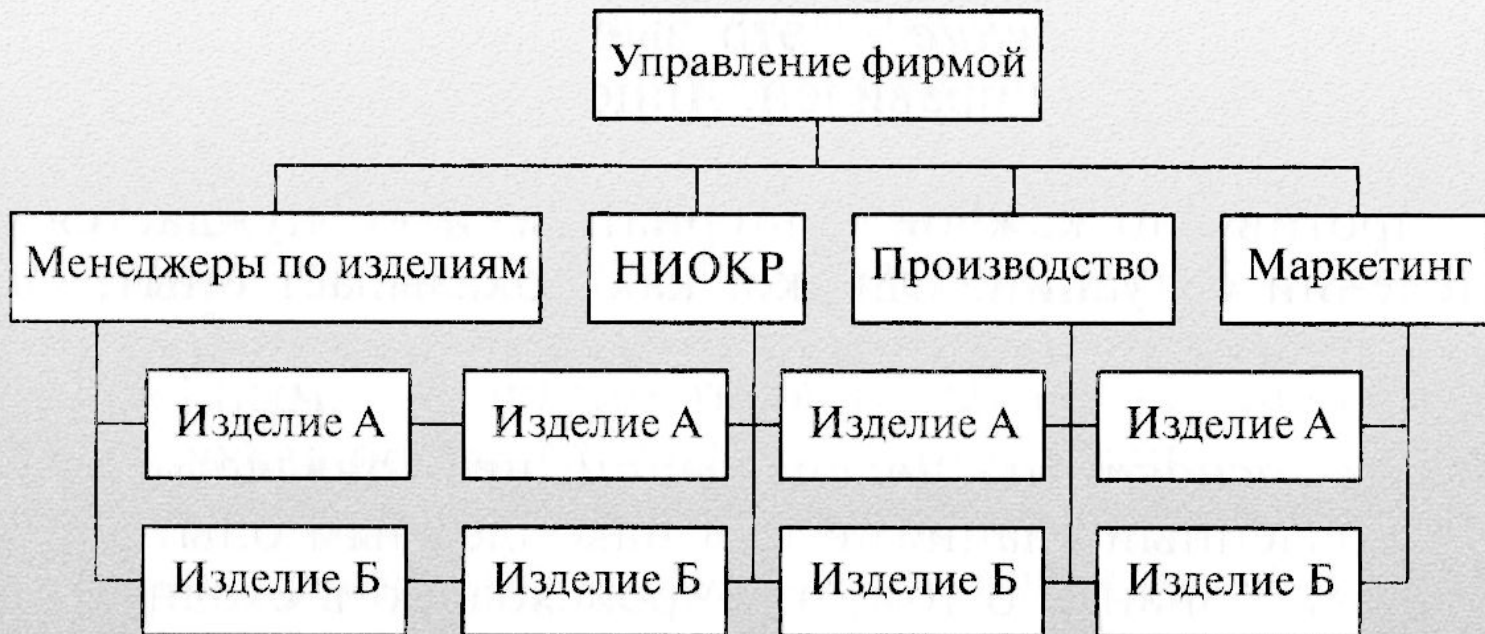 Управление фирмой
Менеджеры по изделиям
НИОКР
Производство
Маркетинг
Изделие А
Изделие А
Изделие А
Изделие А
Изделие Б
Изделие Б
Изделие Б
Изделие Б